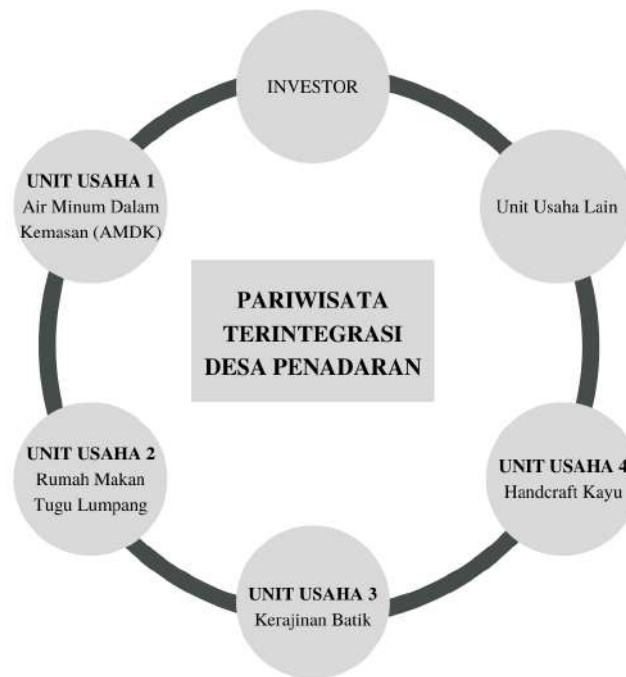 INVESTOR
UNIT USAHA 1
Air Minum Dalam
Kemasan (AMDK)
Unit Usaha Lain
PARIWISATA
TERINTEGRASI
DESA PENADARAN
UNIT USAHA 2
Rumah Makan
Tugu Lumpang
UNIT USAHA 4
Handcraft Kayu
UNIT USAHA 3
Kerajinan Batik